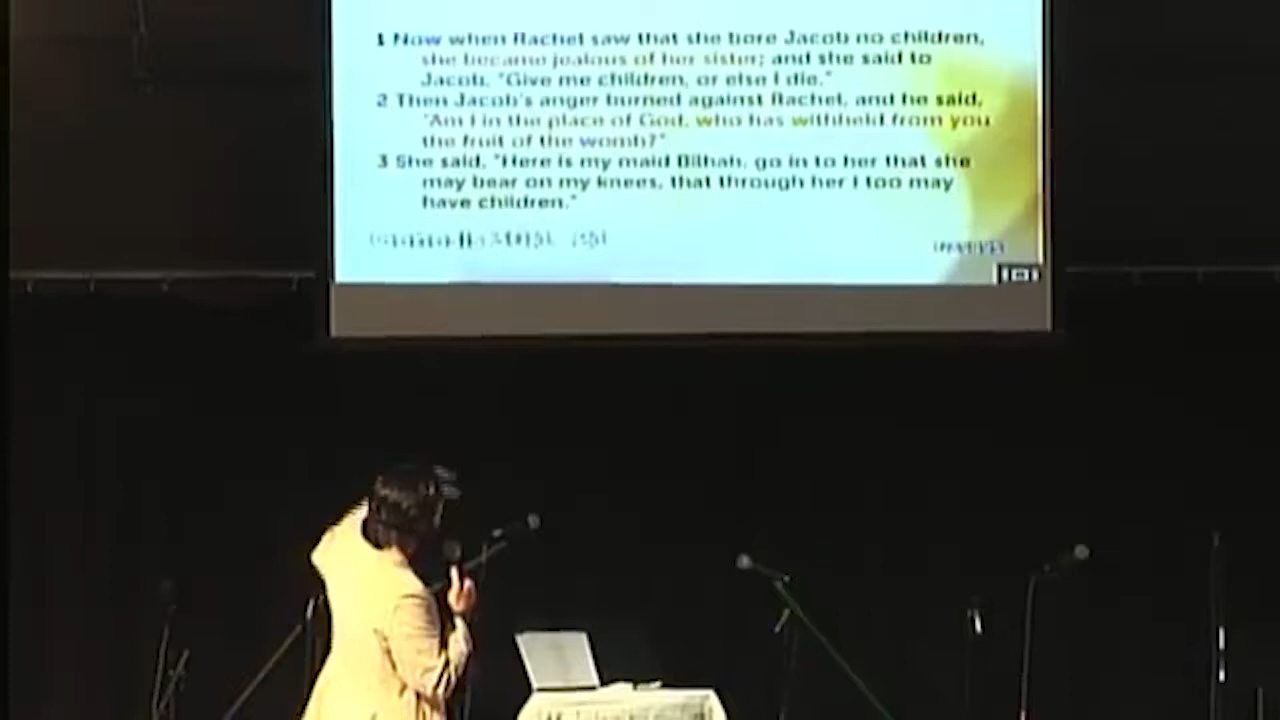 1 Now when Rachel saw that she bore Jacob no children,
she became jealous of her sister; and she said to
Jacob, "Give me children, or else I die."
2 Then Jacob's anger burned against Rachel, and he said,
"Am I in the place of God, who has withheld from you
the fruit of the womb?"
3 She said, "Here is my maid Bilhah, go in to her that she
may bear on my knees, that through her I too may
have children."